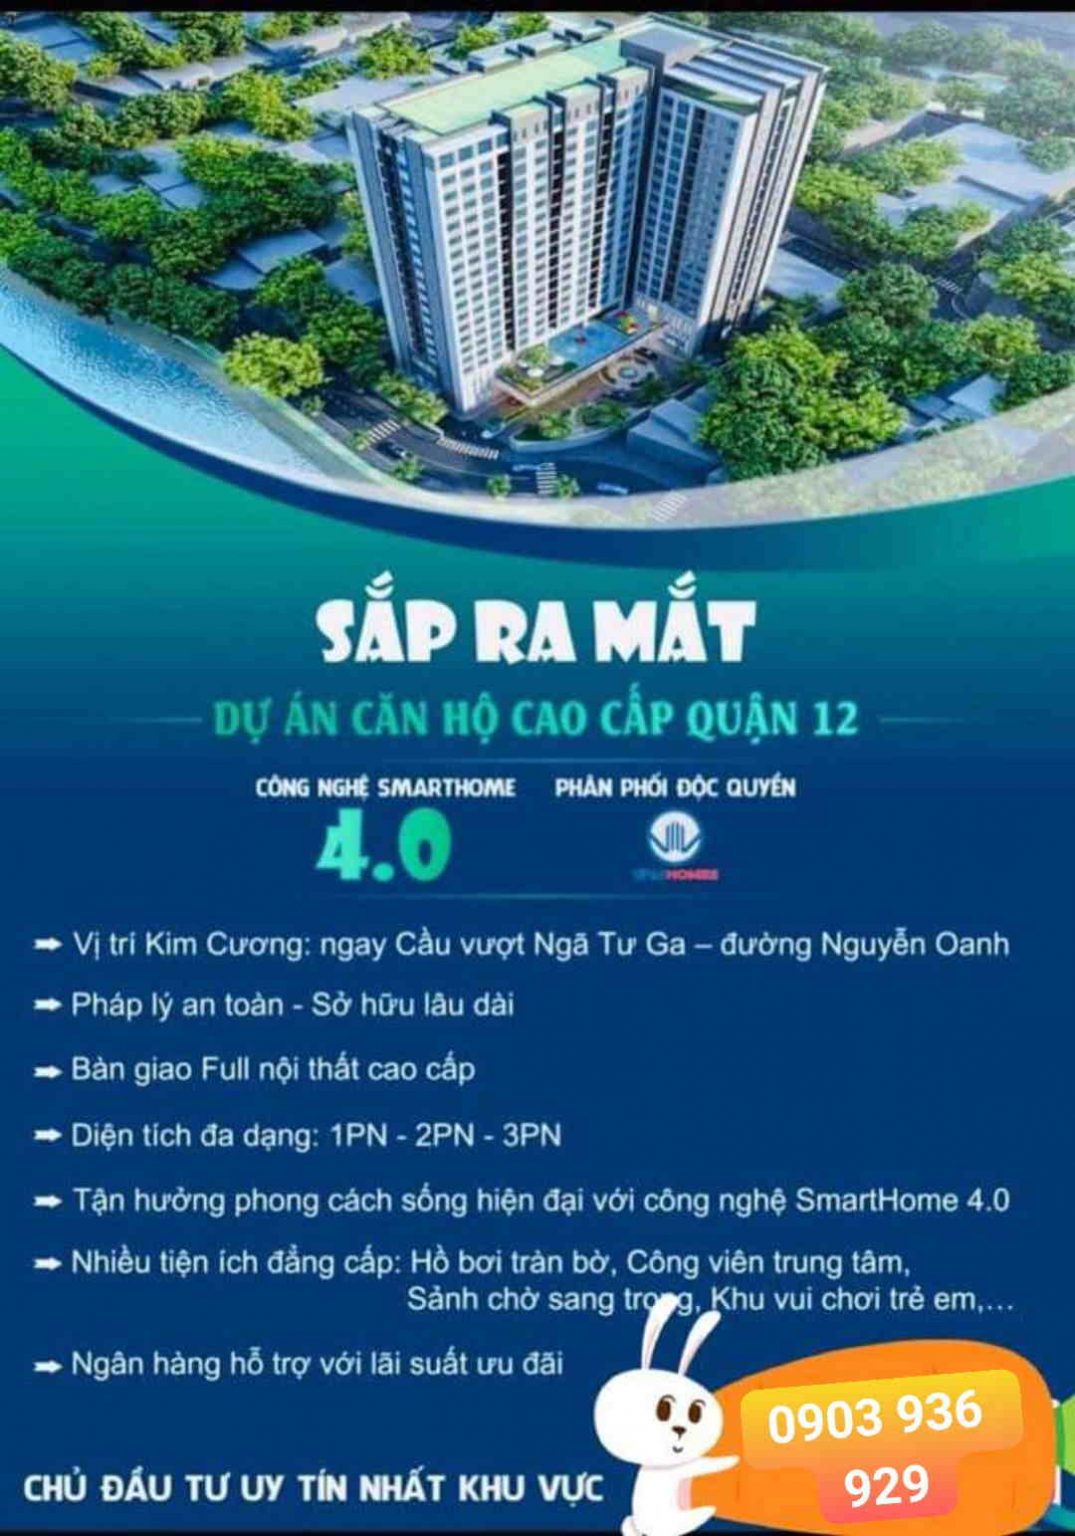 SẮP RA MẮT
DỰ ÁN CĂN HỘ CAO CẤP QUẬN 12
CÔNG NGHỆ SMARTHOME
4.0
PHÂN PHỐI ĐỘC QUYỀN
HOMES
➡ Vị trí Kim Cương: ngay Cầu vượt Ngã Tư Ga – đường Nguyễn Oanh
➡ Pháp lý an toàn - Sở hữu lâu dài
➡ Bàn giao Full nội thất cao cấp
➡ Diện tích đa dạng: 1PN - 2PN - 3PN
➡ Tận hưởng phong cách sống hiện đại với công nghệ SmartHome 4.0
➡ Nhiều tiện ích đẳng cấp: Hồ bơi tràn bờ, Công viên trung tâm,
Sảnh chờ sang trọng, Khu vui chơi trẻ em,...
➡ Ngân hàng hỗ trợ với lãi suất ưu đãi
CHỦ ĐẦU TƯ UY TÍN NHẤT KHU VỰC
0903 936
929